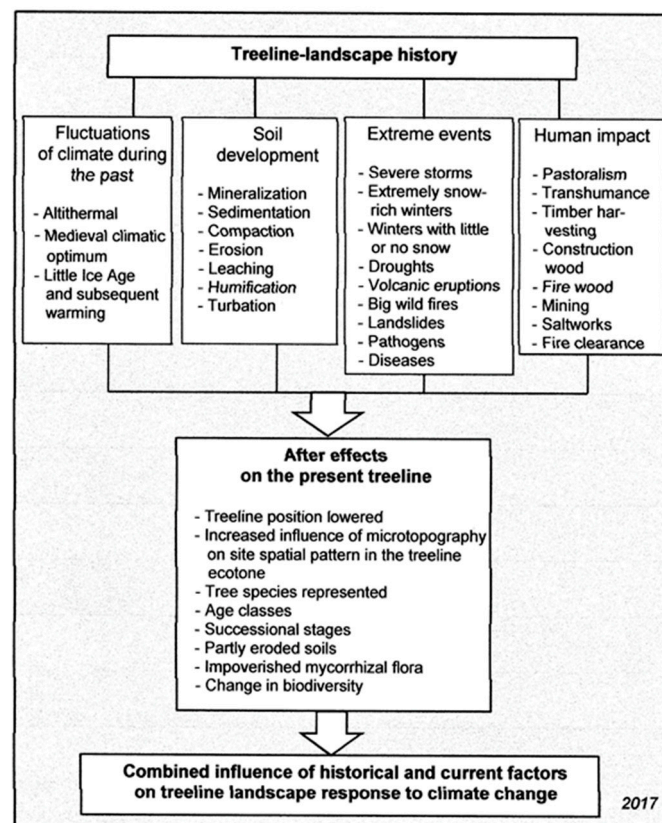 Treeline-landscape history
Fluctuations
of climate during
the past
- Altithermal
- Medieval climatic
optimum
- Little Ice Age
and subsequent
warming
Soil
development
- Mineralization
- Sedimentation
- Compaction
- Erosion
- Leaching
- Humification
- Turbation
Extreme events
- Severe storms
- Extremely snow-
rich winters
- Winters with little
or no snow
- Droughts
- Volcanic eruptions
- Big wild fires
- Landslides
- Pathogens
- Diseases
Human impact
- Pastoralism
- Transhumance
- Timber har-
vesting
- Construction
wood
- Fire wood
- Mining
- Saltworks
- Fire clearance
After effects
on the present treeline
- Treeline position lowered
- Increased influence of microtopography
on site spatial pattern in the treeline
ecotone
- Tree species represented
- Age classes
- Successional stages
- Partly eroded soils
- Impoverished mycorrhizal flora
- Change in biodiversity
Combined influence of historical and current factors
on treeline landscape response to climate change
2017